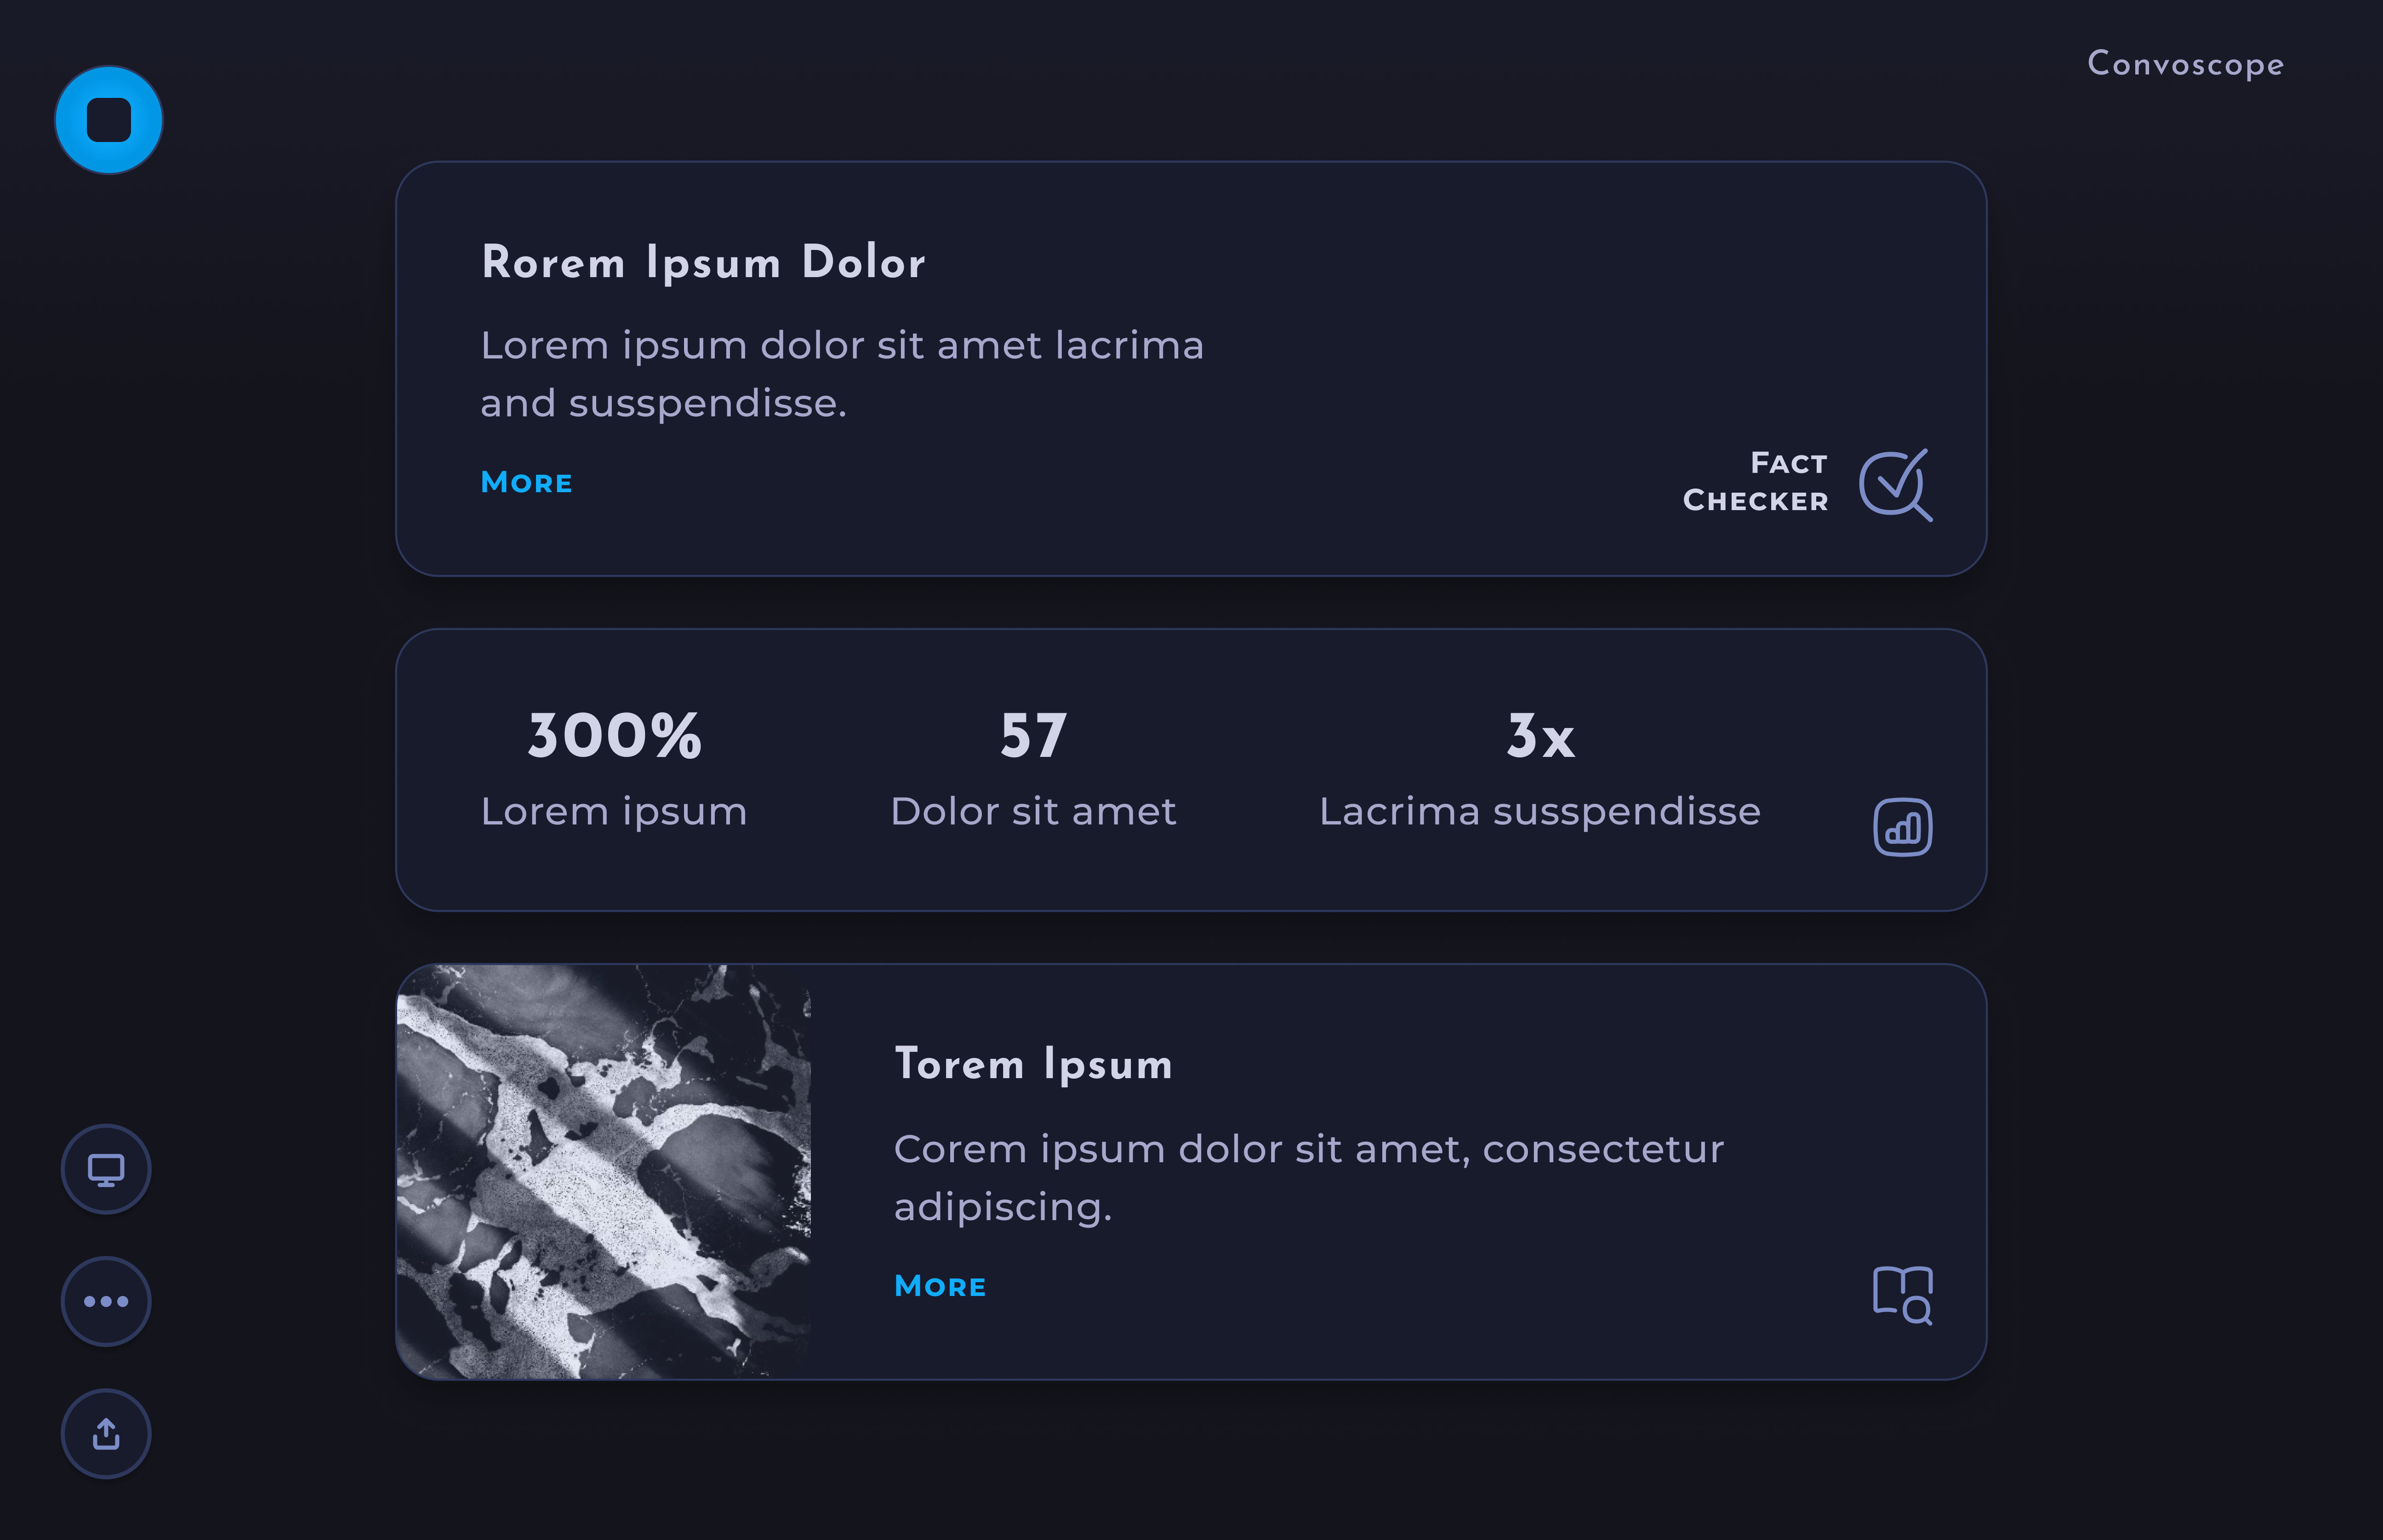 Convoscope
Rorem Ipsum Dolor
Lorem ipsum dolor sit amet lacrima
and susspendisse.
More
Fact
Checker
300%
Lorem ipsum
57
Dolor sit amet
3x
Lacrima susspendisse
Torem Ipsum
Corem ipsum dolor sit amet, consectetur
adipiscing.
More